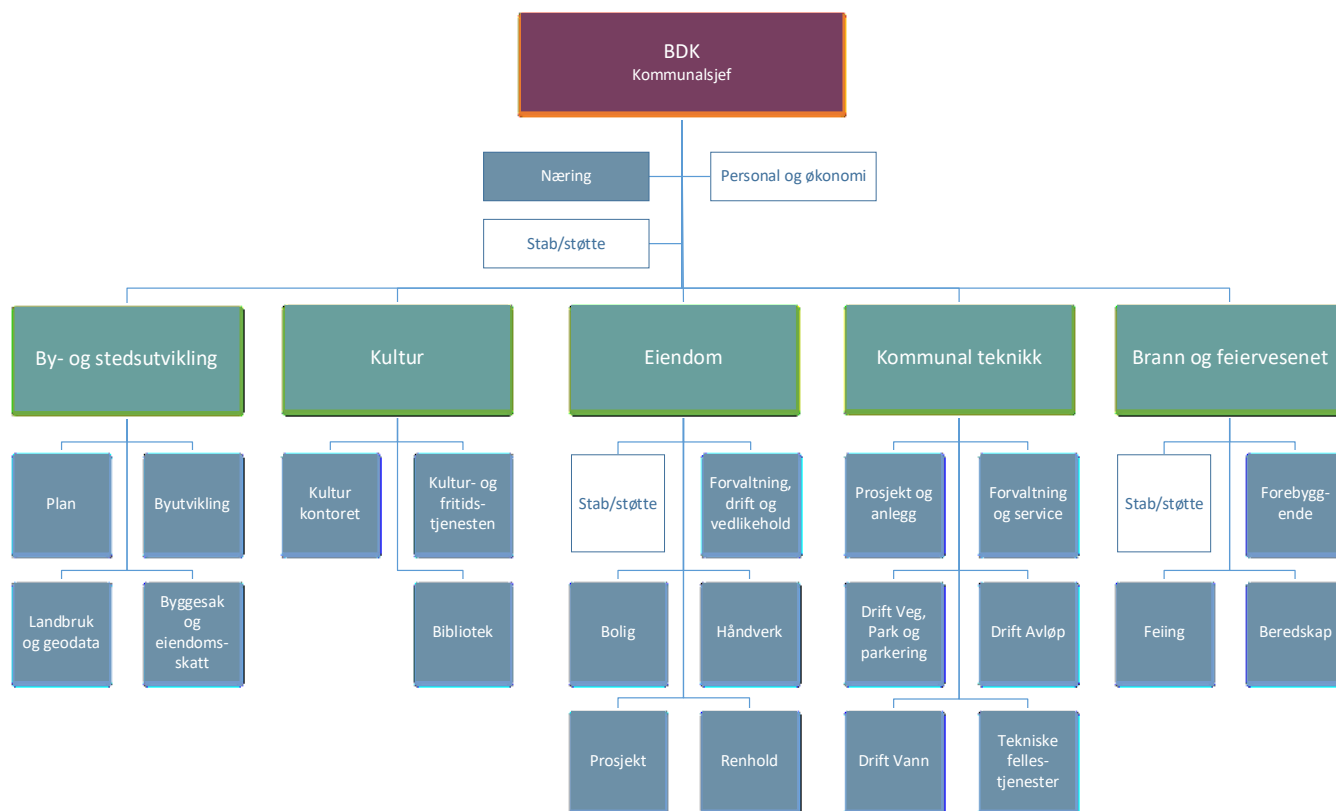 BDK
Kommunalsjef
Næring
Personal og økonomi
Stab/støtte
By- og stedsutvikling
Kultur
Eiendom
Kommunal teknikk
Brann og feiervesenet
Plan
Byutvikling
Landbruk
og geodata
Byggesak
og
eiendoms-
skatt
Kultur
kontoret
Kultur- og
fritids-
tjenesten
Bibliotek
Stab/støtte
Forvaltning,
drift og
vedlikehold
Bolig
Håndverk
Prosjekt
Renhold
Prosjekt og
anlegg
Forvaltning
og service
Drift Veg,
Park og
parkering
Drift Avløp
Drift Vann
Tekniske
felles-
tjenester
Stab/støtte
Forebygg-
ende
Feiing
Beredskap